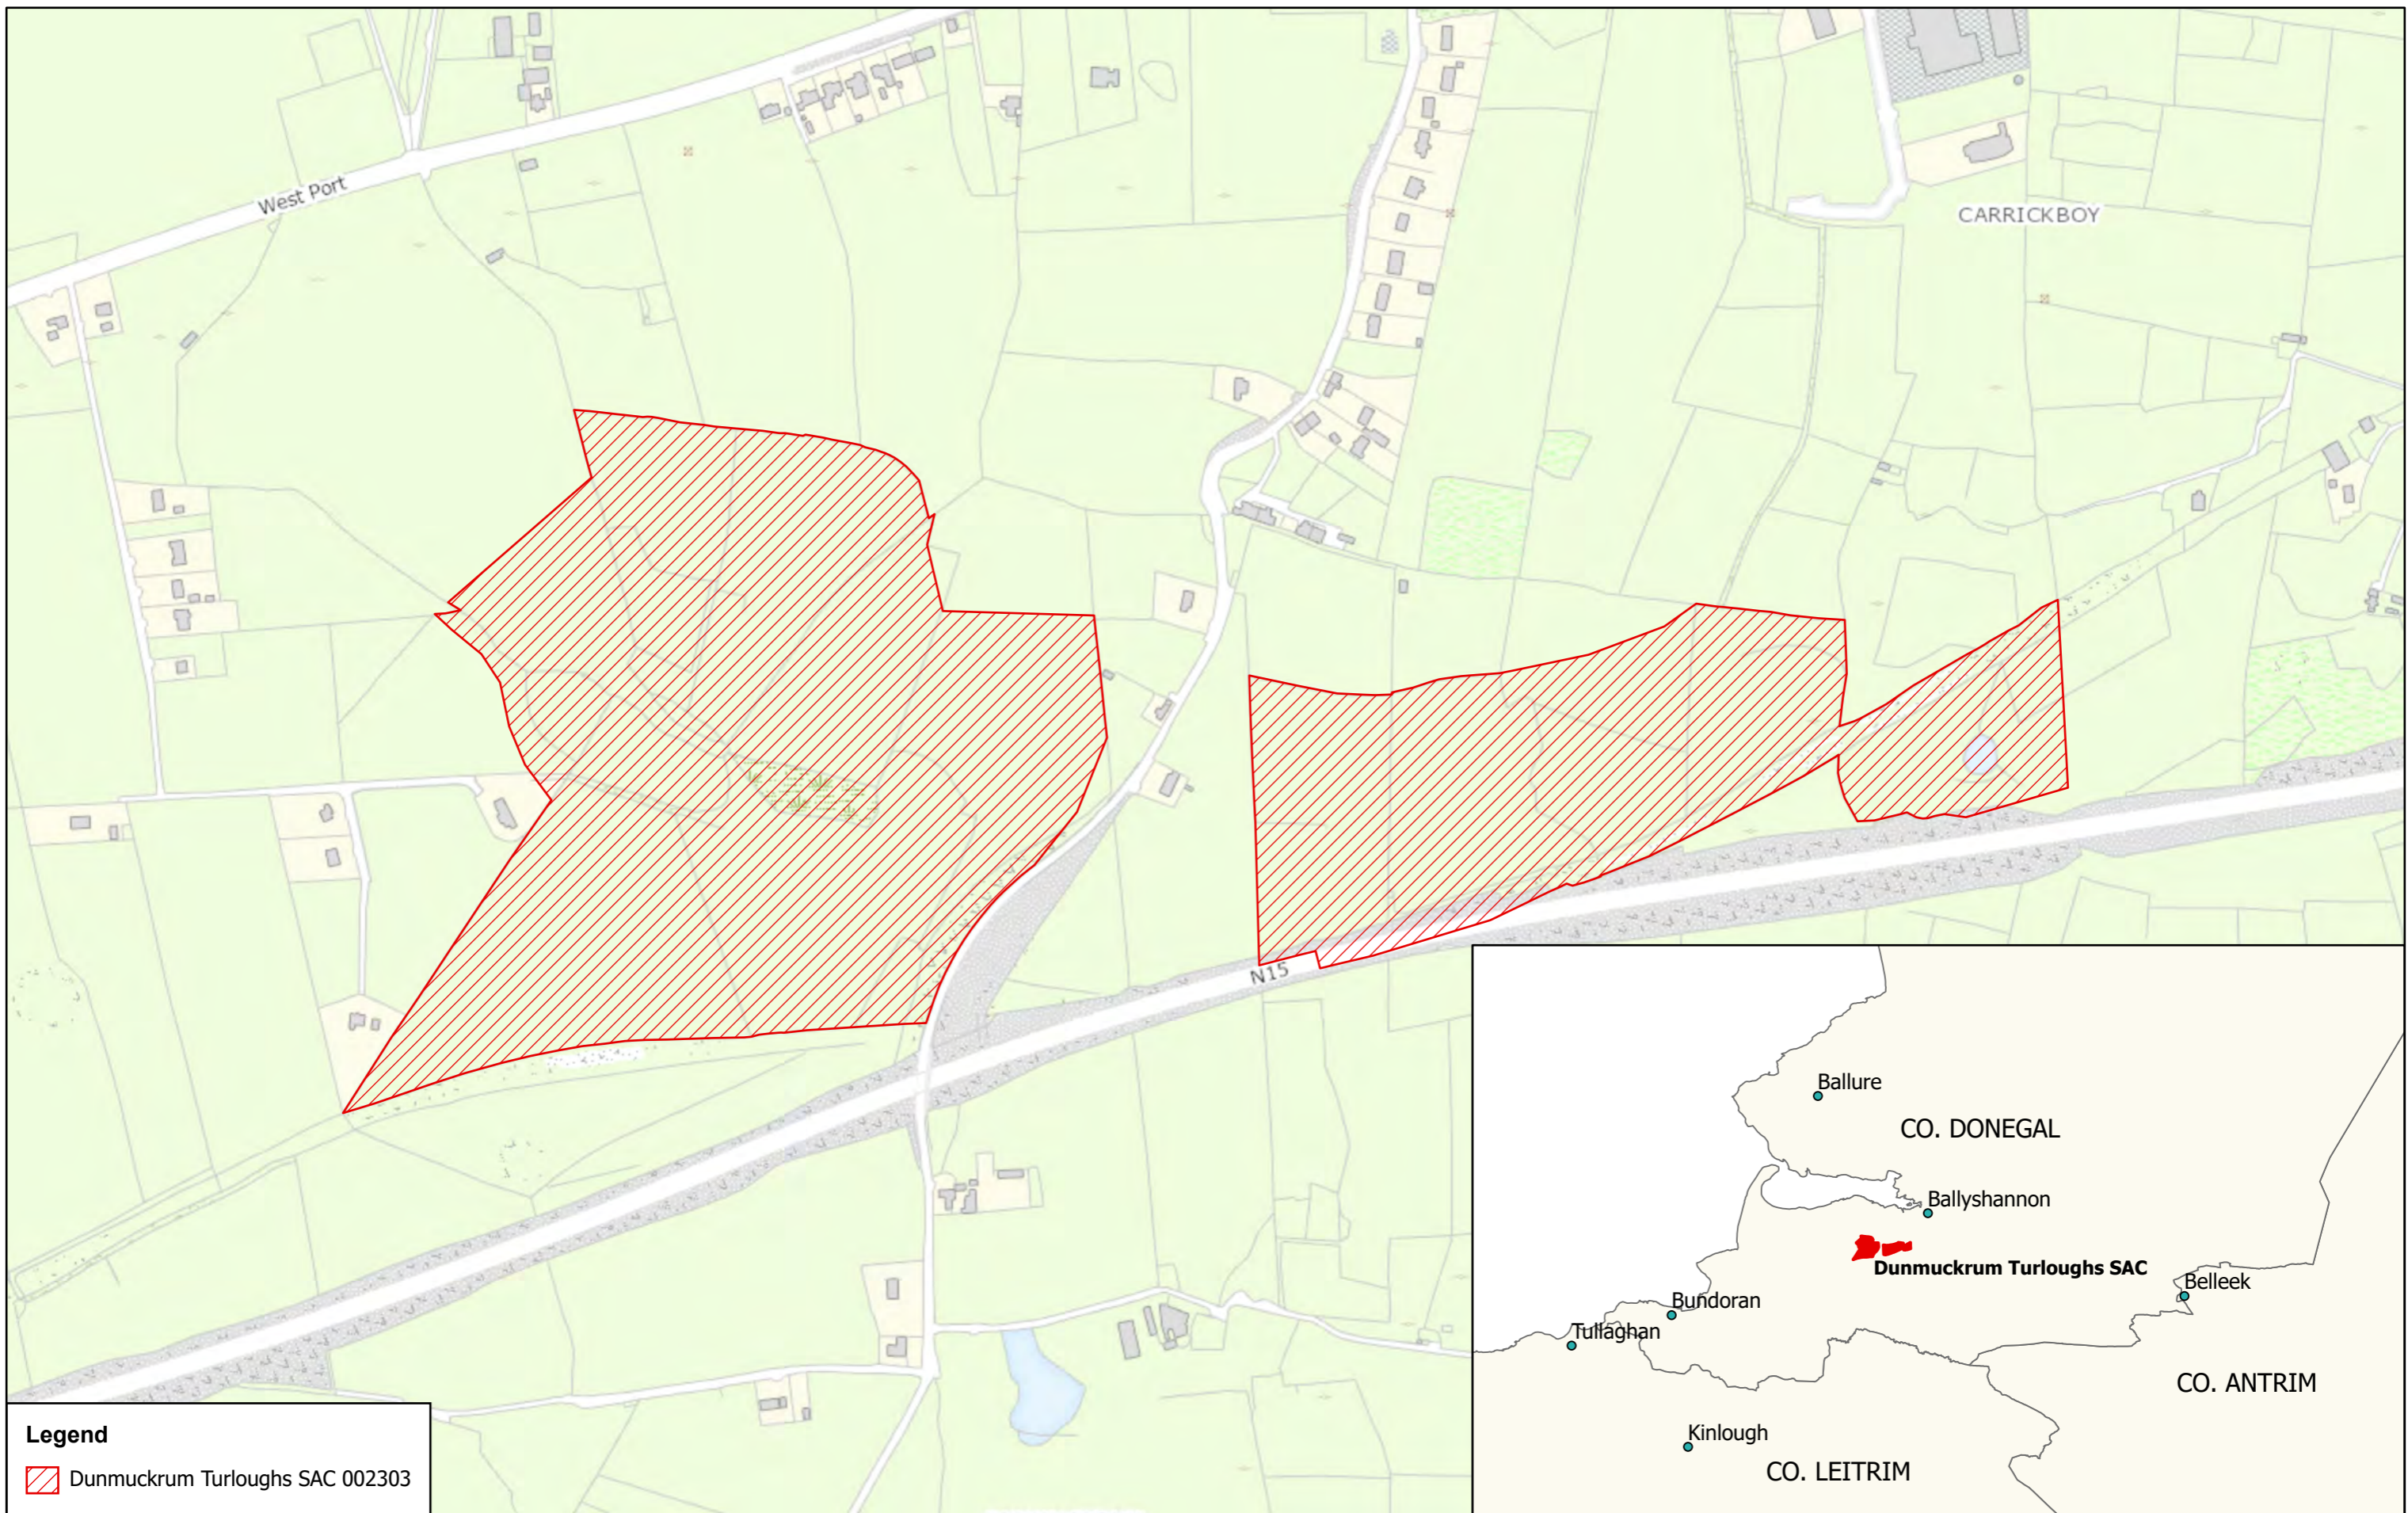 West Port
CARRICKBOY
N15
Ballure
CO. DONEGAL
Ballyshannon
Dunmuckrum Turloughs SAC
Belleek
Bundoran
Tullaghan
CO. ANTRIM
Kinlough
CO. LEITRIM
Legend
Dunmuckrum Turloughs SAC 002303